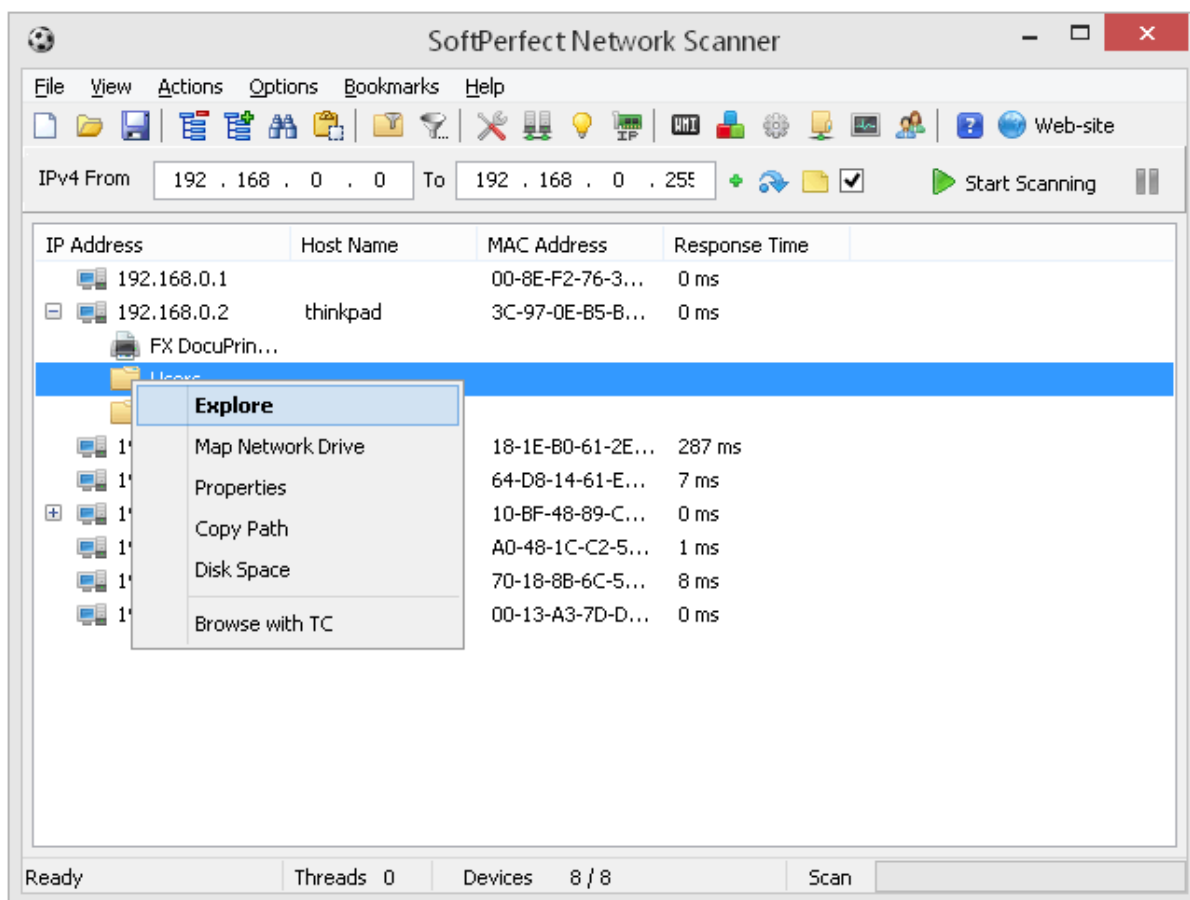 SoftPerfect Network Scanner
File View Actions Options Bookmarks Help
WMI Web-site
IPv4 From 192 . 168 . 0 . 0 To 192 . 168 . 0 . 255 Start Scanning
IP Address Host Name MAC Address Response Time
192.168.0.1 00-8E-F2-76-3... 0 ms
192.168.0.2 thinkpad 3C-97-0E-B5-B... 0 ms
FX DocuPrin...
Users
Explore
Map Network Drive 18-1E-B0-61-2E... 287 ms
Properties 64-D8-14-61-E... 7 ms
10-BF-48-89-C... 0 ms
Copy Path
A0-48-1C-C2-5... 1 ms
Disk Space 70-18-8B-6C-5... 8 ms
Browse with TC 00-13-A3-7D-D... 0 ms
Ready Threads 0 Devices 8 / 8 Scan